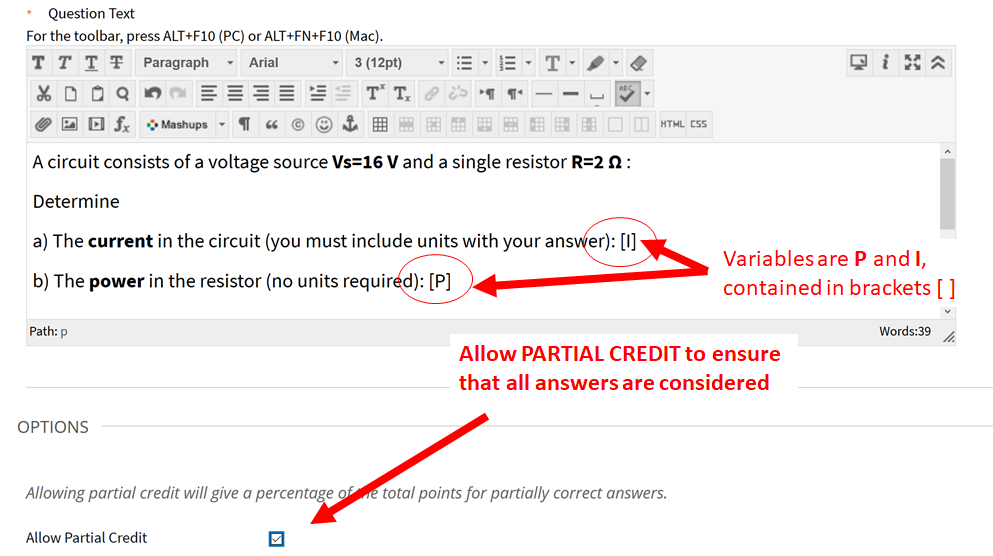 * Question Text
For the toolbar, press ALT+F10 (PC) or ALT+FN+F10 (Mac).
T T T T Paragraph Arial 3 (12pt) T i
Tx Tx ABC
fx Mashups ¶ “ © HTML CSS
A circuit consists of a voltage source Vs=16 V and a single resistor R=2 Ω :
Determine
a) The current in the circuit (you must include units with your answer): [I]
b) The power in the resistor (no units required): [P]
Variables are P and I,
contained in brackets [ ]
Path: p Words:39
Allow PARTIAL CREDIT to ensure
that all answers are considered
OPTIONS
Allowing partial credit will give a percentage of the total points for partially correct answers.
Allow Partial Credit